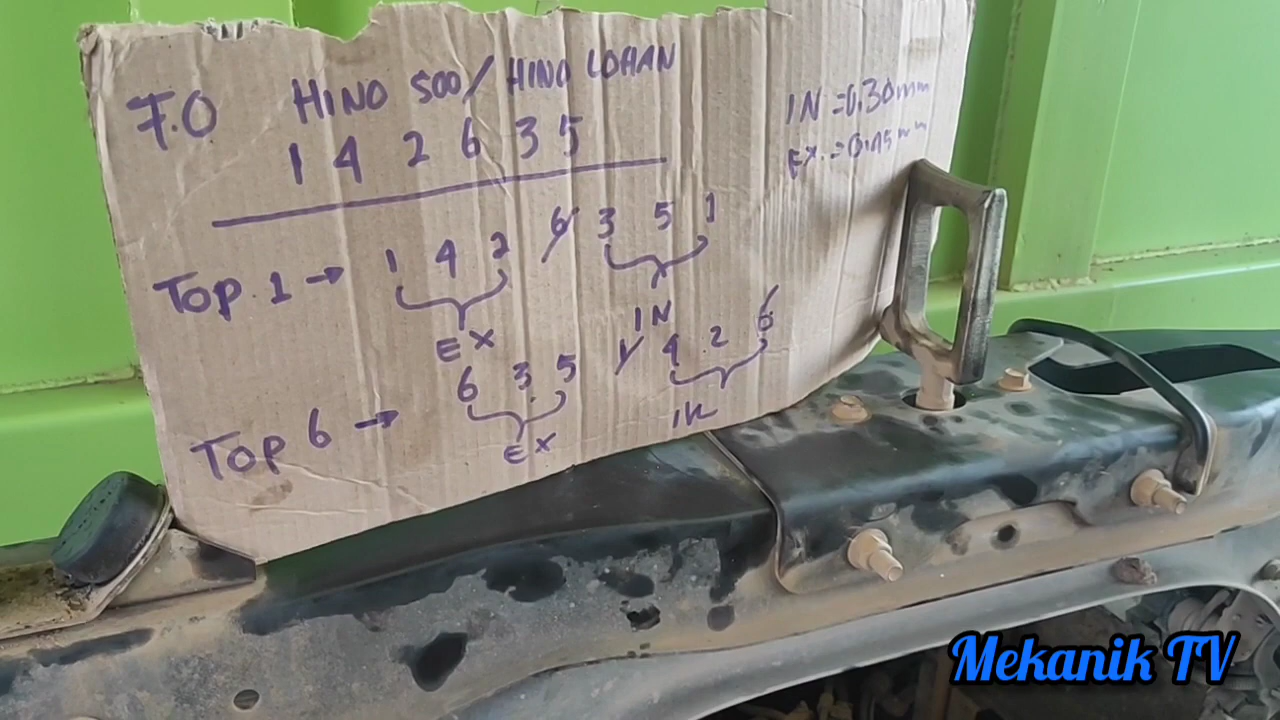 F.O HINO 500/ HINO LOHAN
1 4 2 6 3 5
IN = 0.30mm
EX. = 0.45mm
Top 1 → 1 4 2 6 3 5 1
EX IN
Top 6 → 6 3 5 1 4 2 6
EX IN
Mekanik TV